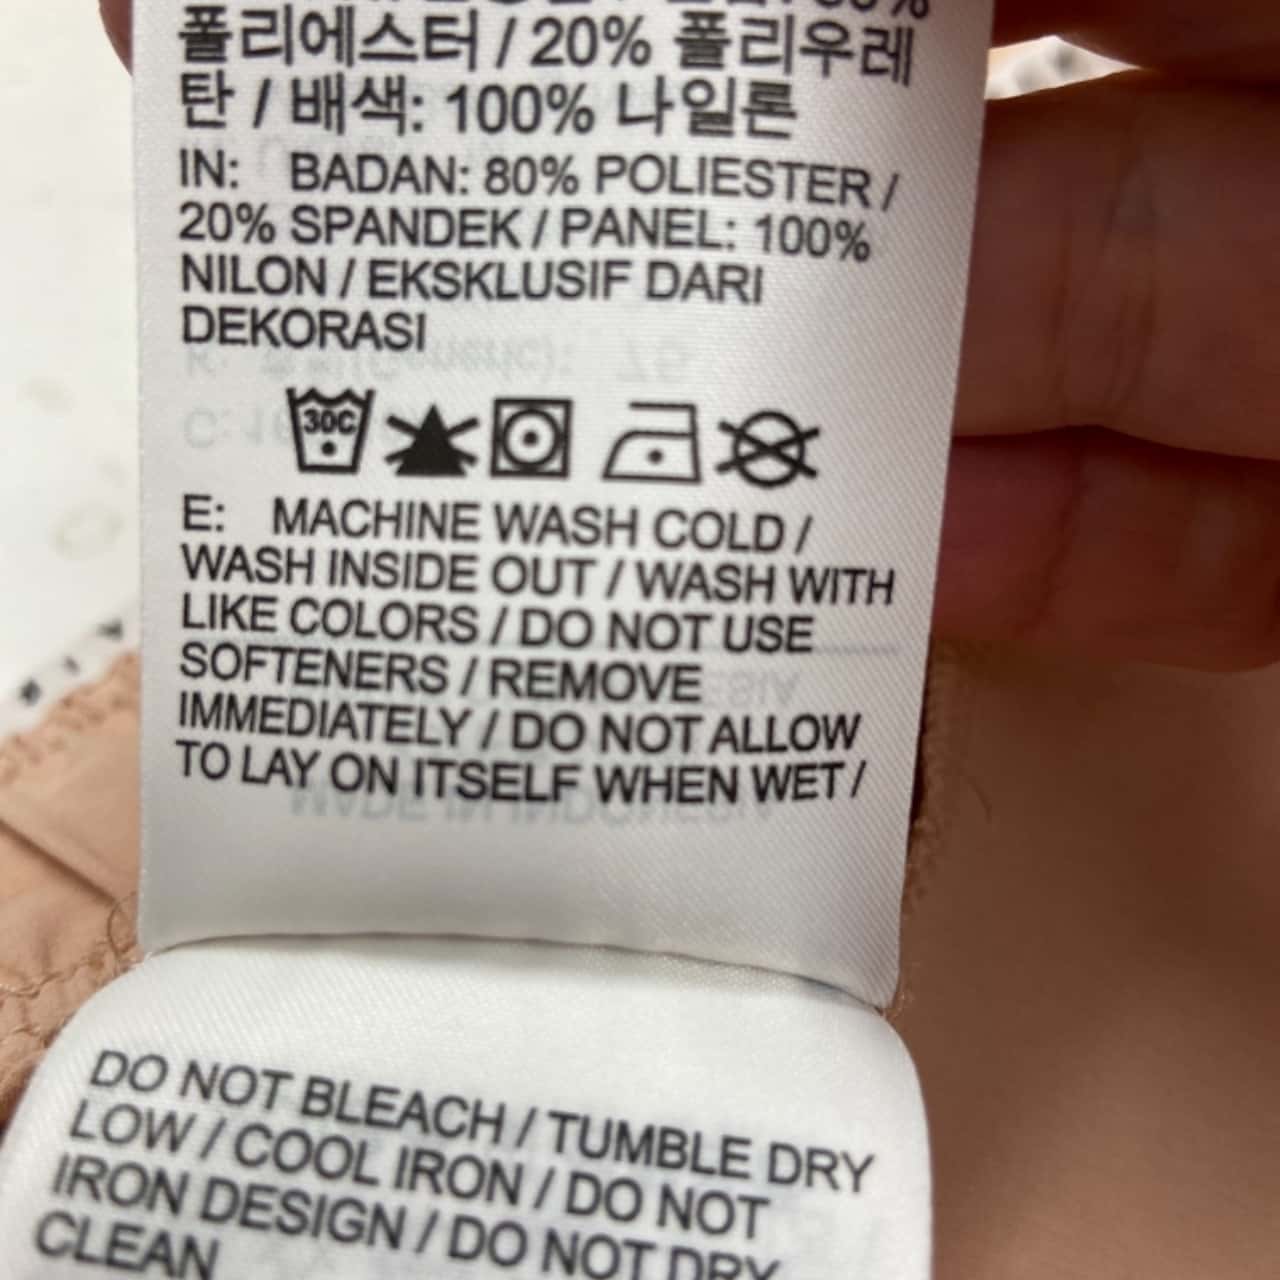 폴리에스터 / 20% 폴리우레
탄 / 배색: 100% 나일론
IN: BADAN: 80% POLIESTER /
20% SPANDEK / PANEL: 100%
NILON / EKSKLUSIF DARI
DEKORASI
30C
E: MACHINE WASH COLD /
WASH INSIDE OUT / WASH WITH
LIKE COLORS / DO NOT USE
SOFTENERS / REMOVE
IMMEDIATELY / DO NOT ALLOW
TO LAY ON ITSELF WHEN WET /
DO NOT BLEACH / TUMBLE DRY
LOW / COOL IRON / DO NOT
IRON DESIGN / DO NOT DRY
CLEAN